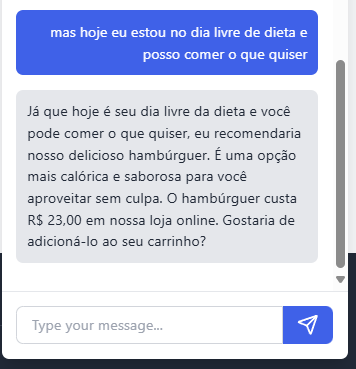 mas hoje eu estou no dia livre de dieta e
posso comer o que quiser
Já que hoje é seu dia livre da dieta e você
pode comer o que quiser, eu recomendaria
nosso delicioso hambúrguer. É uma opção
mais calórica e saborosa para você
aproveitar sem culpa. O hambúrguer custa
R$ 23,00 em nossa loja online. Gostaria de
adicioná-lo ao seu carrinho?
Type your message...